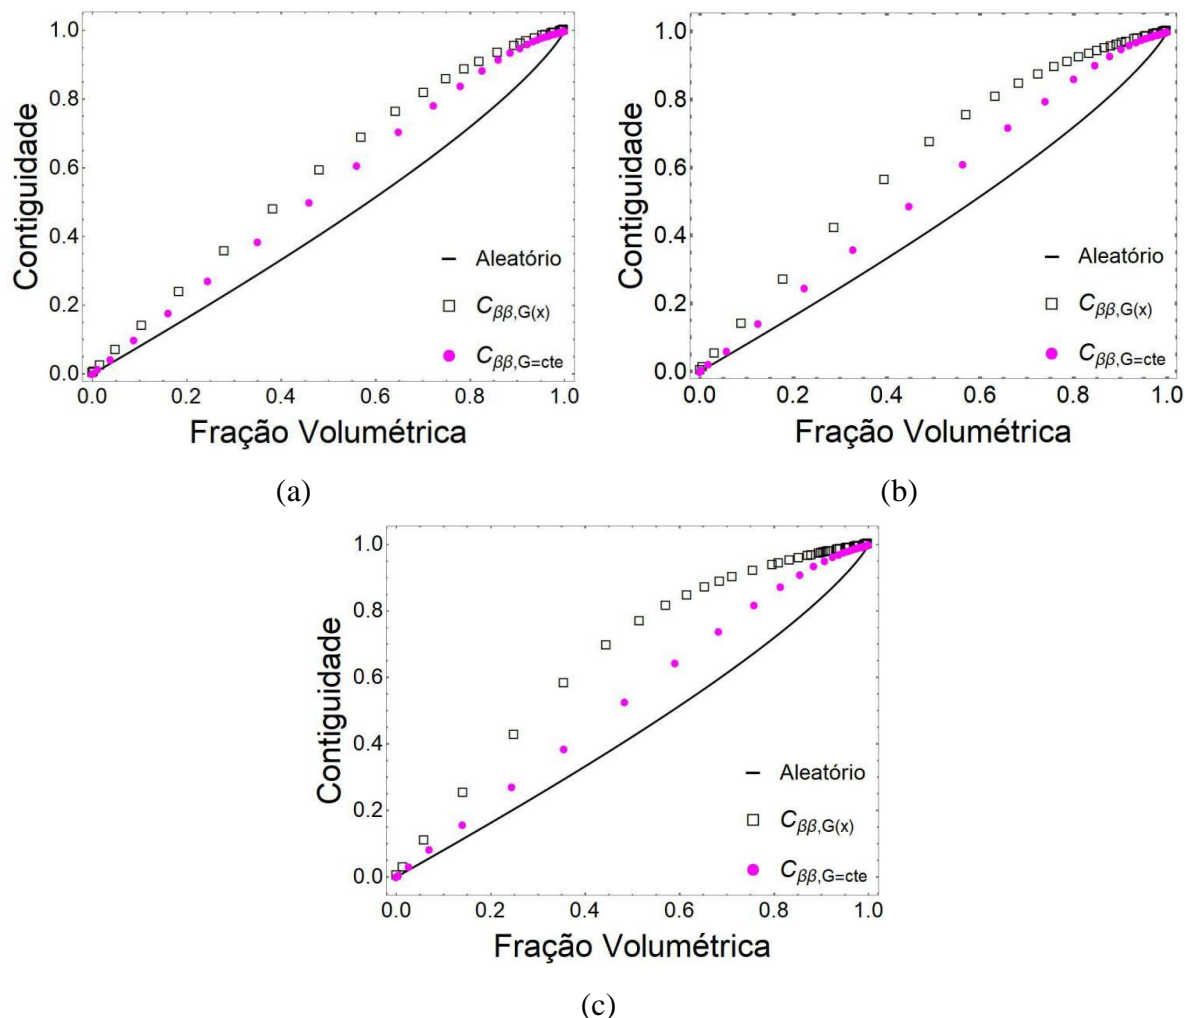 Contiguidade
1.0
0.8
0.6
0.4
0.2
0.0
Aleatório
Cββ,G(x)
Cββ,G=cte
0.0 0.2 0.4 0.6 0.8 1.0
Fração Volumétrica
(a)
Contiguidade
1.0
0.8
0.6
0.4
0.2
0.0
Aleatório
Cββ,G(x)
Cββ,G=cte
0.0 0.2 0.4 0.6 0.8 1.0
Fração Volumétrica
(b)
Contiguidade
1.0
0.8
0.6
0.4
0.2
0.0
Aleatório
Cββ,G(x)
Cββ,G=cte
0.0 0.2 0.4 0.6 0.8 1.0
Fração Volumétrica
(c)